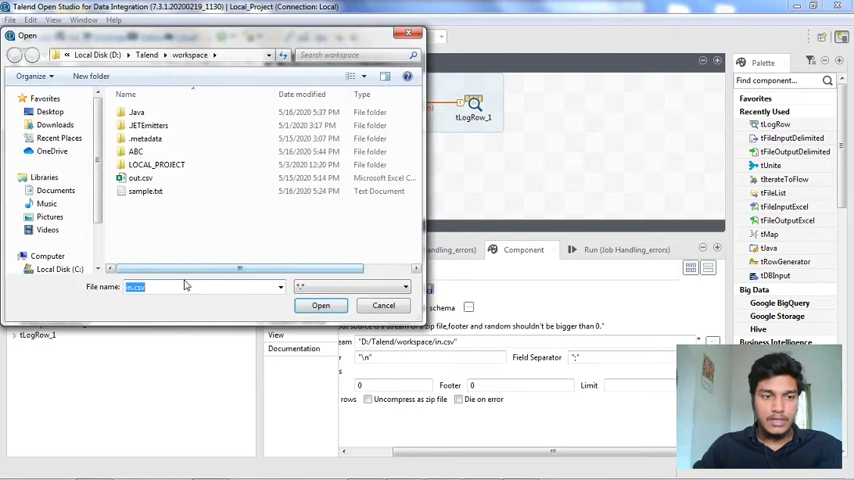 Talend Open Studio for Data Integration (7.3.1.20200219_1130) | Local_Project (Connection: Local)
File Edit View Window Help
Open
Local Disk (D:) Talend workspace
Search workspace
Organize New folder
Favorites
Desktop
Downloads
Recent Places
OneDrive
Libraries
Documents
Music
Pictures
Videos
Computer
Local Disk (C:)
Name Date modified Type
.Java 5/16/2020 5:37 PM File folder
.JETEmitters 5/1/2020 3:17 PM File folder
.metadata 5/15/2020 3:07 PM File folder
ABC 5/16/2020 5:44 PM File folder
LOCAL_PROJECT 5/3/2020 12:20 PM File folder
out.csv 5/15/2020 5:14 PM Microsoft Excel C...
sample.txt 5/16/2020 5:24 PM Text Document
File name: in.csv *.*
Open Cancel
tLogRow_1
tLogRow_1
andling_errors) Component Run (Job Handling_errors)
View
Documentation
schema
out source is a stream or a zip file,footer and random shouldn't be bigger than 0."
eam "D:/Talend/workspace/in.csv" *
"\n" Field Separator ";"
0 Footer 0 Limit
rows Uncompress as zip file Die on error
Palette
Find component...
Favorites
Recently Used
tLogRow
tFileInputDelimited
tFileOutputDelimited
tUnite
tIterateToFlow
tFileList
tFileInputExcel
tFileOutputExcel
tMap
tJava
tRowGenerator
tDBInput
Big Data
Google BigQuery
Google Storage
Hive
Business Intelligence